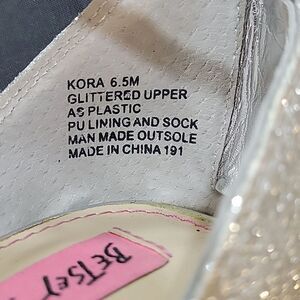 KORA 6.5M
GLITTERED UPPER
AS PLASTIC
PU LINING AND SOCK
MAN MADE OUTSOLE
MADE IN CHINA 191
BETSEY